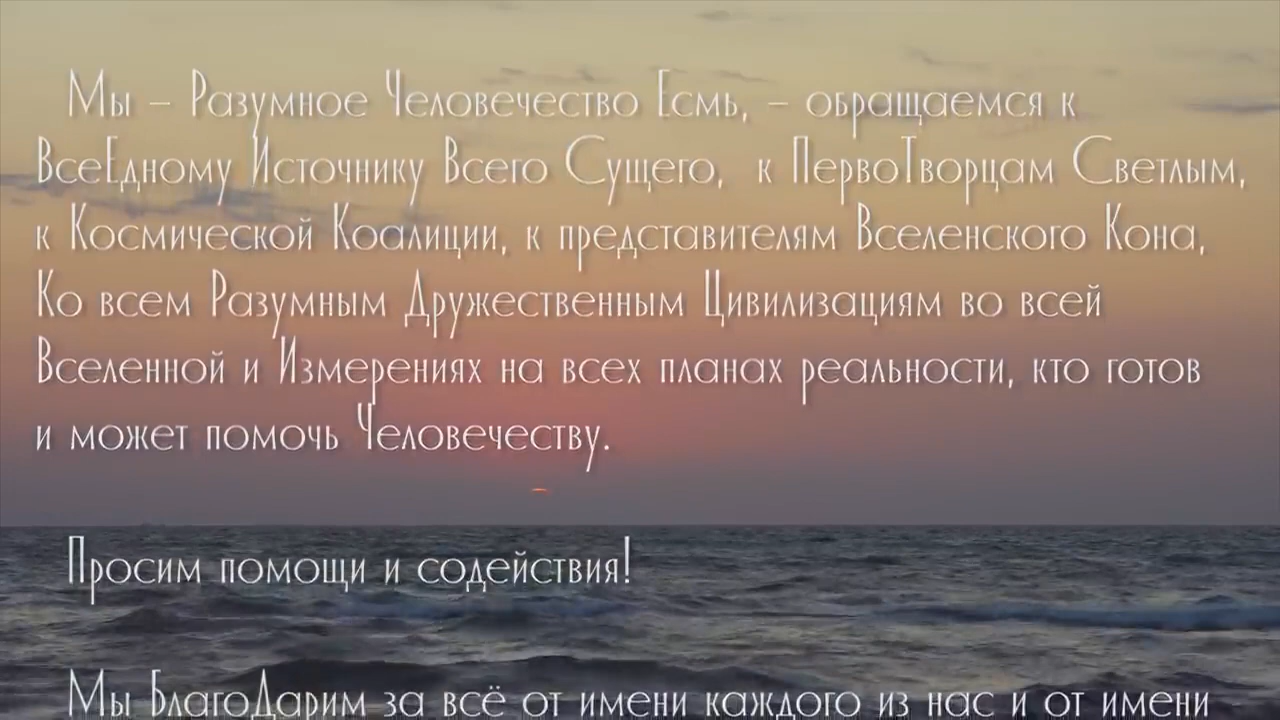 Мы – Разумное Человечество Есмь, – обращаемся к
ВсеЕдному Источнику Всего Сущего, к ПервоТворцам Светлым,
к Космической Коалиции, к представителям Вселенского Кона,
Ко всем Разумным Дружественным Цивилизациям во всей
Вселенной и Измерениях на всех планах реальности, кто готов
и может помочь Человечеству.
Просим помощи и содействия!
Мы БлагоДарим за всё от имени каждого из нас и от имени